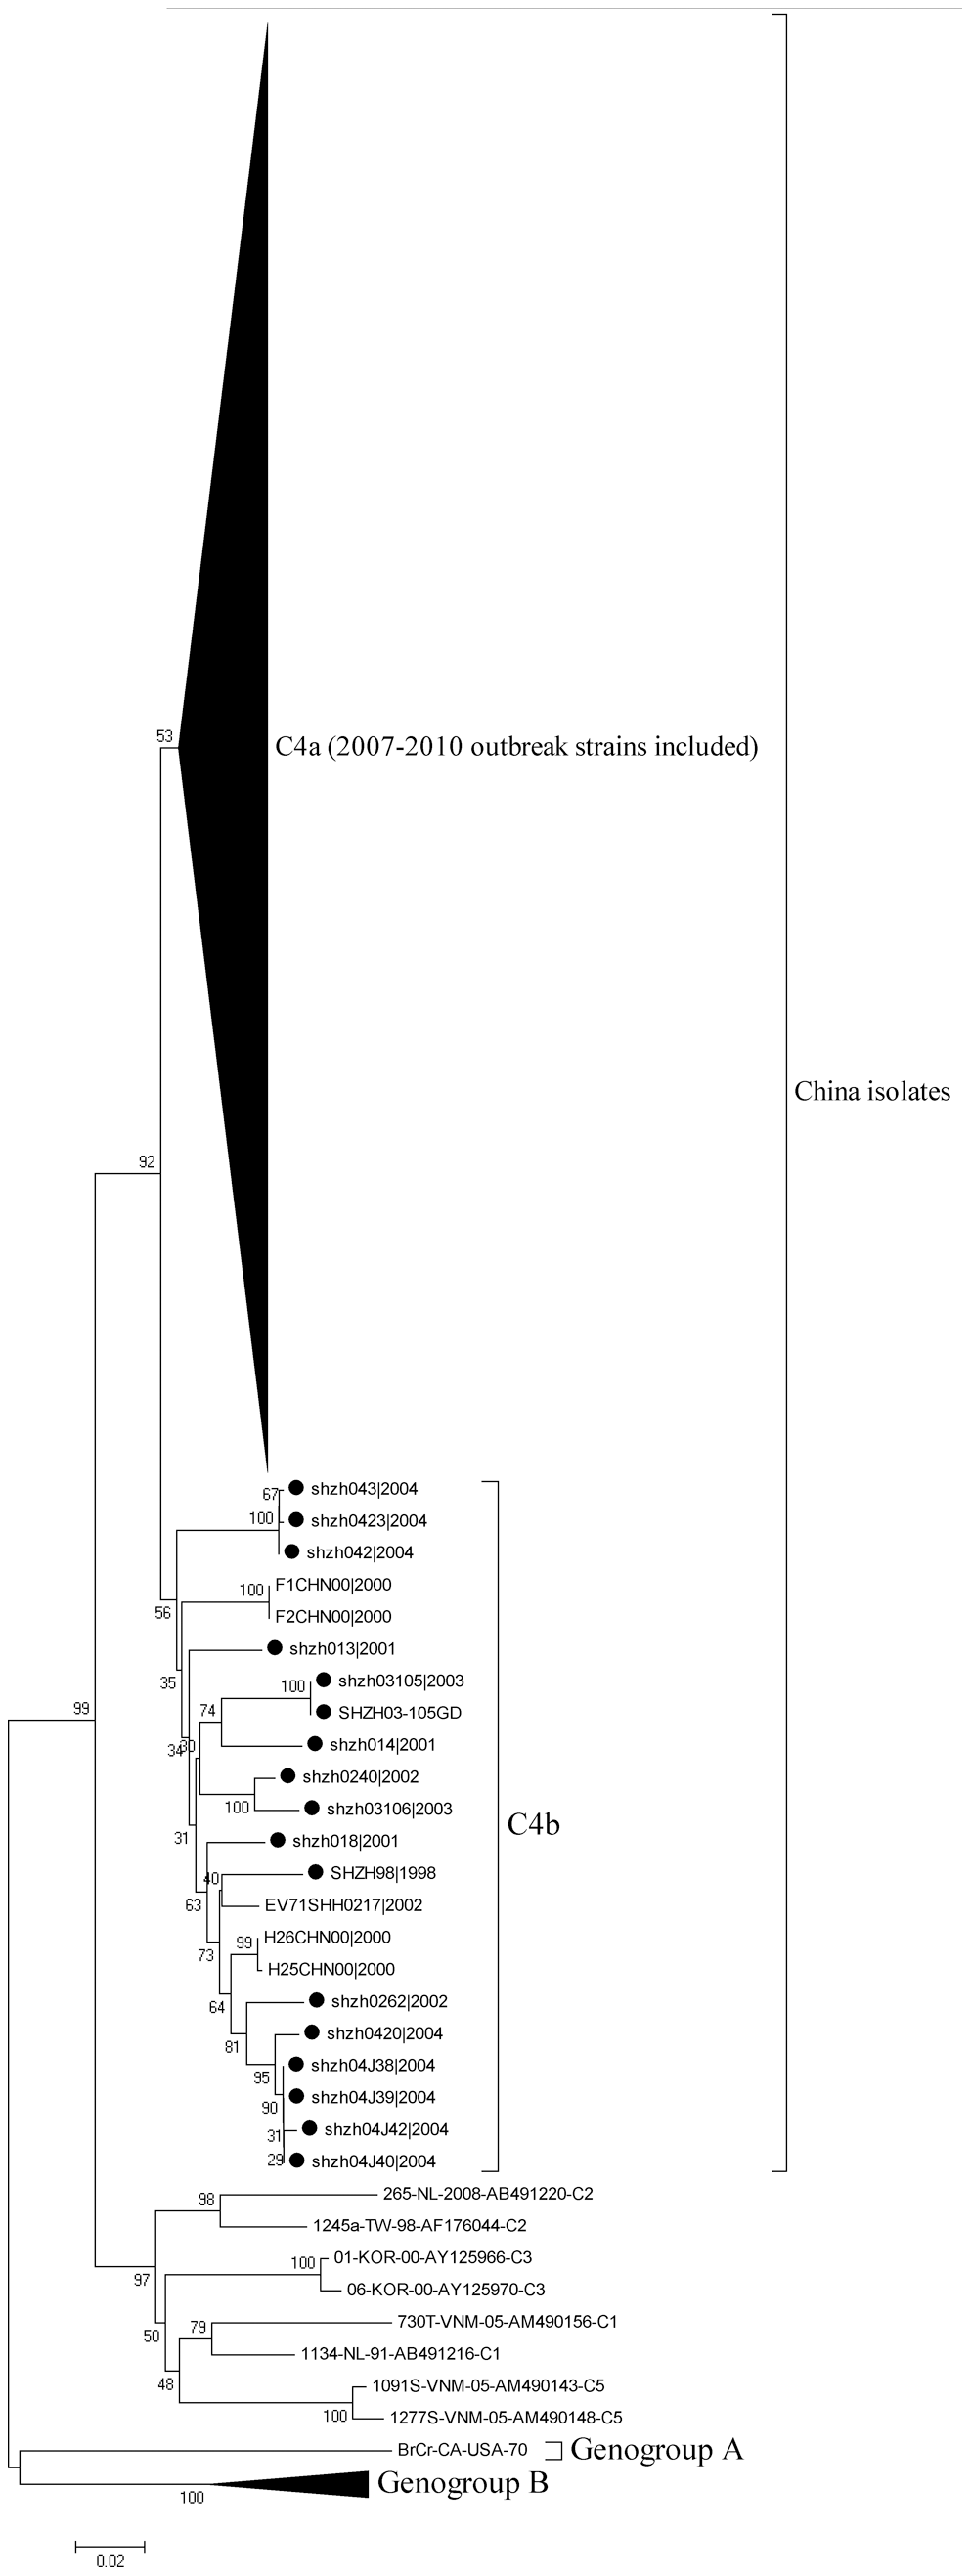 53
C4a (2007-2010 outbreak strains included)
China isolates
92
67
shzh043|2004
100
shzh0423|2004
shzh042|2004
100
F1CHN00|2000
56
F2CHN00|2000
shzh013|2001
35
100
shzh03105|2003
99
74
SHZH03-105GD
34
30
shzh014|2001
shzh0240|2002
100
shzh03106|2003
C4b
31
shzh018|2001
40
SHZH98|1998
63
EV71SHH0217|2002
99
H26CHN00|2000
73
H25CHN00|2000
64
shzh0262|2002
81
shzh0420|2004
95
shzh04J38|2004
90
shzh04J39|2004
31
shzh04J42|2004
29
shzh04J40|2004
98
265-NL-2008-AB491220-C2
1245a-TW-98-AF176044-C2
97
100
01-KOR-00-AY125966-C3
06-KOR-00-AY125970-C3
50
79
730T-VNM-05-AM490156-C1
1134-NL-91-AB491216-C1
48
1091S-VNM-05-AM490143-C5
100
1277S-VNM-05-AM490148-C5
BrCr-CA-USA-70
Genogroup A
Genogroup B
100
0.02